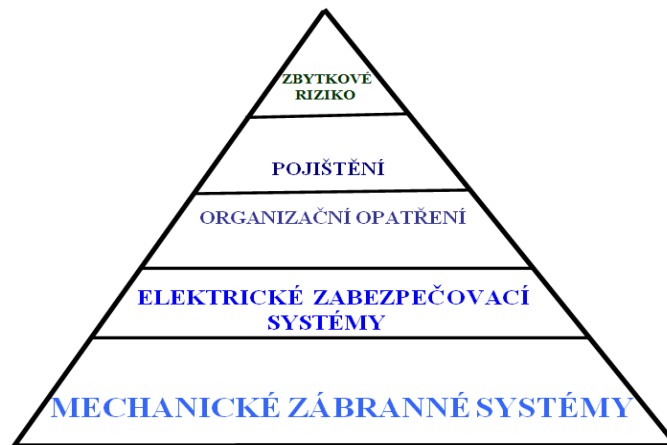 ZBYTKOVÉ
RIZIKO
POJIŠTĚNÍ
ORGANIZAČNÍ OPATŘENÍ
ELEKTRICKÉ ZABEZPEČOVACÍ
SYSTÉMY
MECHANICKÉ ZÁBRANNÉ SYSTÉMY